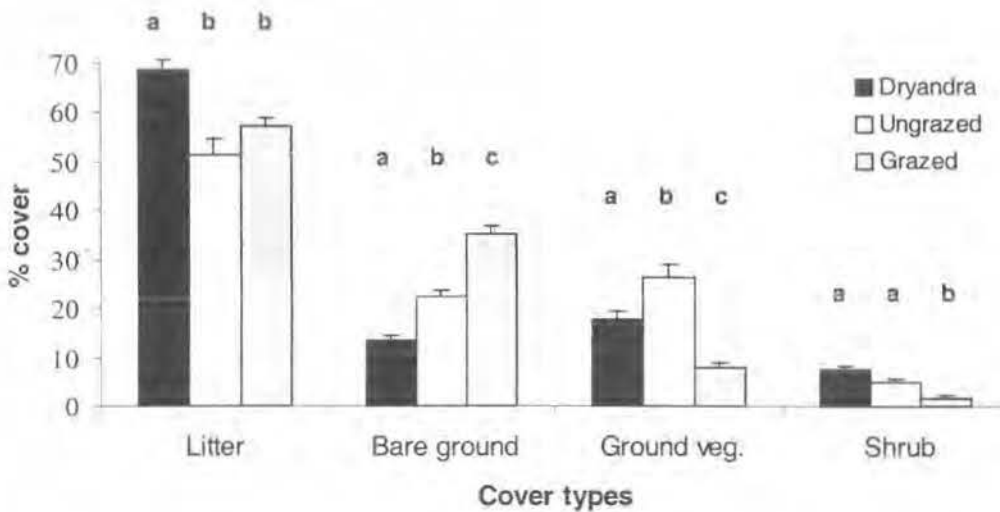 a b b
70
Dryandra
60
Ungrazed
a b c
Grazed
50
a b c
40
% cover
30
a a b
20
10
0
Litter
Bare ground
Ground veg.
Shrub
Cover types